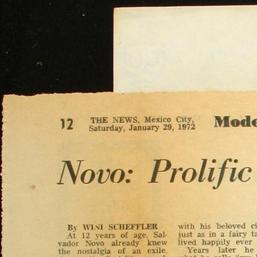 12 THE NEWS, Mexico City,
Saturday, January 29, 1972
Novo: Prolific
By WINI SCHEFFLER
At 12 years of age, Sal-
vador Novo already knew
the nostalgia of an exile.
with his beloved
just as in a fairy
lived happily ever
Years later